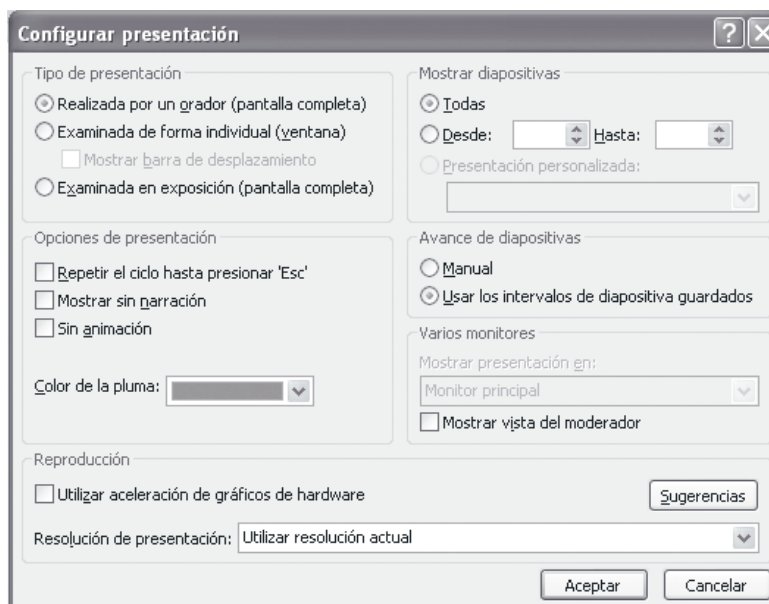 Configurar presentación
Tipo de presentación
Realizada por un orador (pantalla completa)
Examinada de forma individual (ventana)
Mostrar barra de desplazamiento
Examinada en exposición (pantalla completa)
Mostrar diapositivas
Todas
Desde: Hasta:
Presentación personalizada:
Opciones de presentación
Repetir el ciclo hasta presionar 'Esc'
Mostrar sin narración
Sin animación
Color de la pluma:
Avance de diapositivas
Manual
Usar los intervalos de diapositiva guardados
Varios monitores
Mostrar presentación en:
Monitor principal
Mostrar vista del moderador
Reproducción
Utilizar aceleración de gráficos de hardware
Sugerencias
Resolución de presentación: Utilizar resolución actual
Aceptar Cancelar